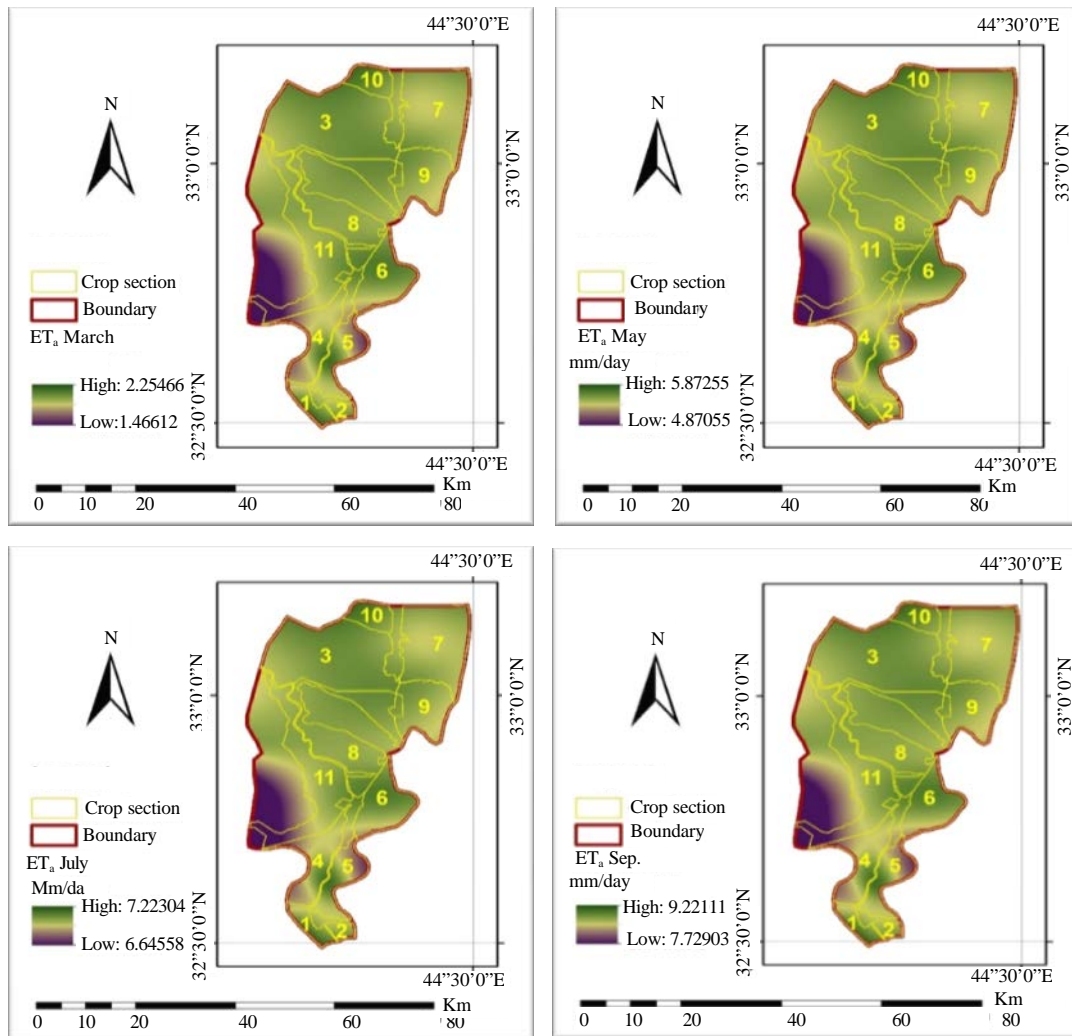 44”30’0”E
N
33”0’0”N
33”0’0”N
10
7
3
9
8
11
6
4
5
1
2
Crop section
Boundary
ETₐ March
High: 2.25466
Low:1.46612
32”30’0”N
44”30’0”E
Km
0 10 20 40 60 80
44”30’0”E
N
33”0’0”N
33”0’0”N
10
7
3
9
8
11
6
4
5
1
2
Crop section
Boundary
ETₐ May
mm/day
High: 5.87255
Low: 4.87055
32”30’0”N
44”30’0”E
Km
0 10 20 40 60 80
44”30’0”E
N
33”0’0”N
33”0’0”N
10
7
3
9
8
11
6
4
5
1
2
Crop section
Boundary
ETₐ July
Mm/da
High: 7.22304
Low: 6.64558
32”30’0”N
44”30’0”E
Km
0 10 20 40 60 80
44”30’0”E
N
33”0’0”N
33”0’0”N
10
7
3
9
8
11
6
4
5
1
2
Crop section
Boundary
ETₐ Sep.
mm/day
High: 9.22111
Low: 7.72903
32”30’0”N
44”30’0”E
Km
0 10 20 40 60 80